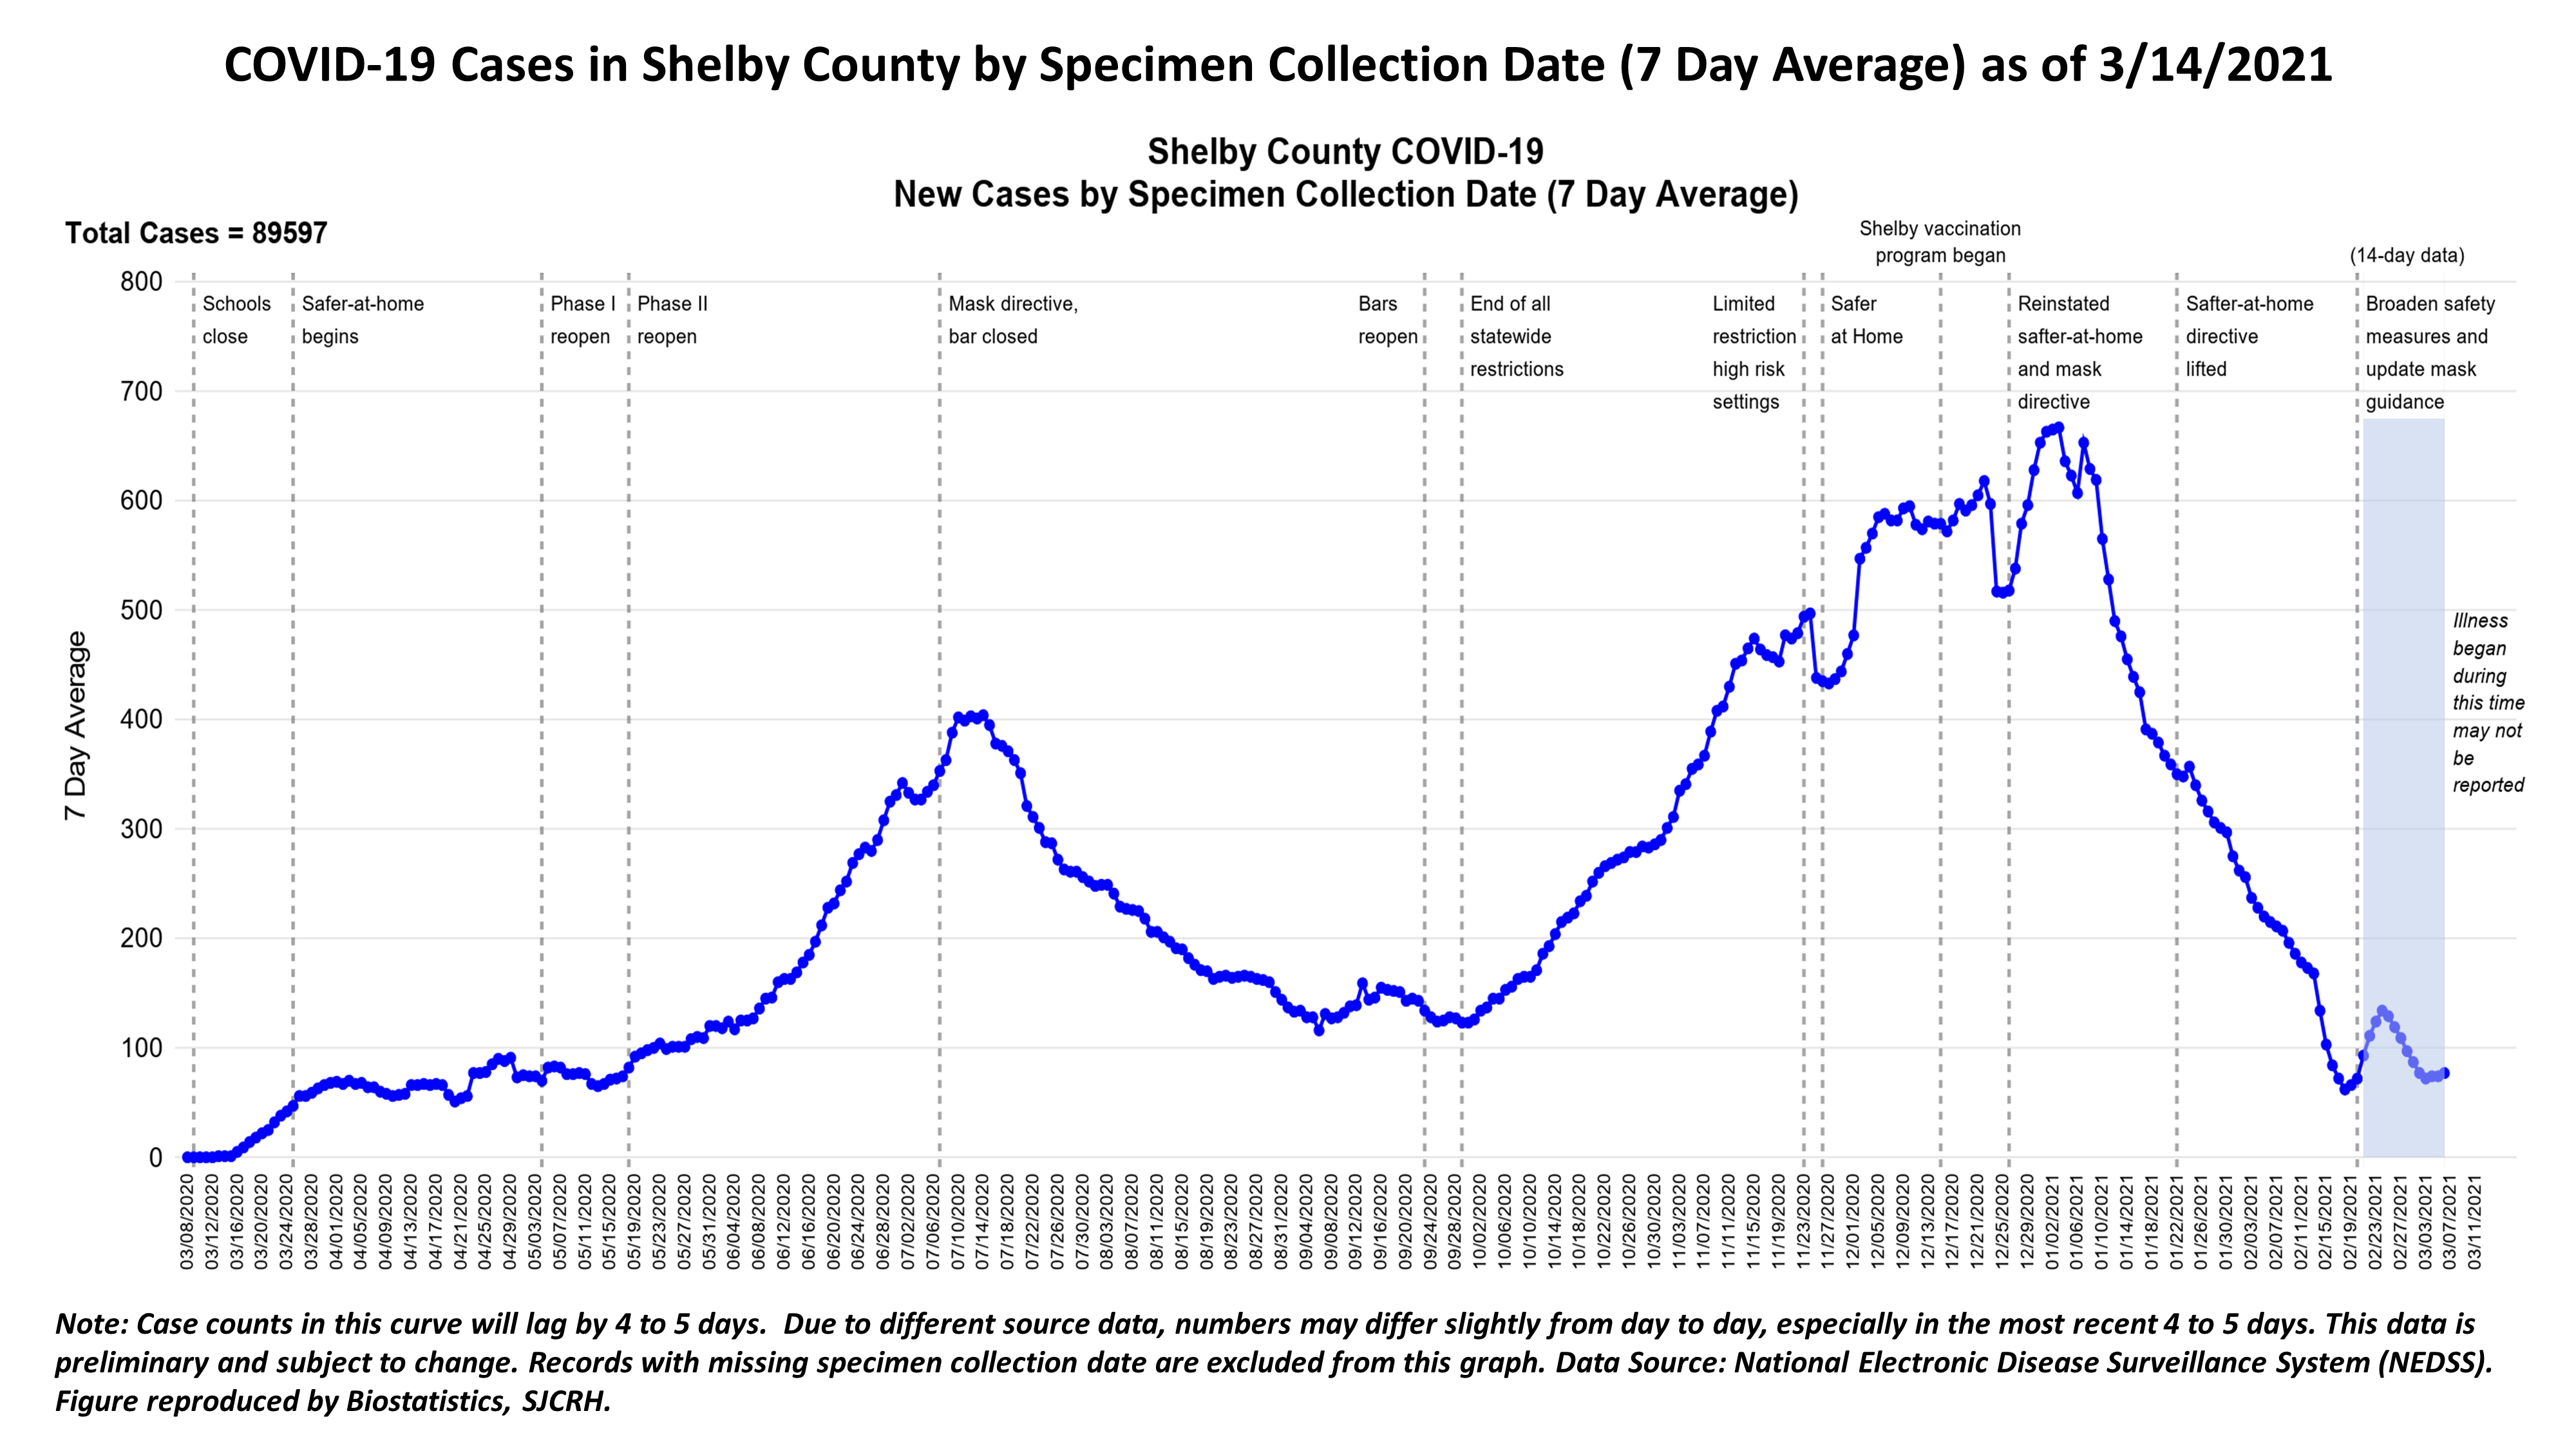 COVID-19 Cases in Shelby County by Specimen Collection Date (7 Day Average) as of 3/14/2021
Shelby County COVID-19
New Cases by Specimen Collection Date (7 Day Average)
Total Cases = 89597
Shelby vaccination
program began
(14-day data)
Schools
close
Safer-at-home
begins
Phase I
reopen
Phase II
reopen
Mask directive,
bar closed
Bars
reopen
End of all
statewide
restrictions
Limited
restriction
high risk
settings
Safer
at Home
Reinstated
safter-at-home
and mask
directive
Safter-at-home
directive
lifted
Broaden safety
measures and
update mask
guidance
Illness
began
during
this time
may not
be
reported
7 Day Average
800
700
600
500
400
300
200
100
0
03/08/2020
03/12/2020
03/16/2020
03/20/2020
03/24/2020
03/28/2020
04/01/2020
04/05/2020
04/09/2020
04/13/2020
04/17/2020
04/21/2020
04/25/2020
04/29/2020
05/03/2020
05/07/2020
05/11/2020
05/15/2020
05/19/2020
05/23/2020
05/27/2020
05/31/2020
06/04/2020
06/08/2020
06/12/2020
06/16/2020
06/20/2020
06/24/2020
06/28/2020
07/02/2020
07/06/2020
07/10/2020
07/14/2020
07/18/2020
07/22/2020
07/26/2020
07/30/2020
08/03/2020
08/07/2020
08/11/2020
08/15/2020
08/19/2020
08/23/2020
08/27/2020
08/31/2020
09/04/2020
09/08/2020
09/12/2020
09/16/2020
09/20/2020
09/24/2020
09/28/2020
10/02/2020
10/06/2020
10/10/2020
10/14/2020
10/18/2020
10/22/2020
10/26/2020
10/30/2020
11/03/2020
11/07/2020
11/11/2020
11/15/2020
11/19/2020
11/23/2020
11/27/2020
12/01/2020
12/05/2020
12/09/2020
12/13/2020
12/17/2020
12/21/2020
12/25/2020
12/29/2020
01/02/2021
01/06/2021
01/10/2021
01/14/2021
01/18/2021
01/22/2021
01/26/2021
01/30/2021
02/03/2021
02/07/2021
02/11/2021
02/15/2021
02/19/2021
02/23/2021
02/27/2021
03/03/2021
03/07/2021
03/11/2021
Note: Case counts in this curve will lag by 4 to 5 days.  Due to different source data, numbers may differ slightly from day to day, especially in the most recent 4 to 5 days. This data is
preliminary and subject to change. Records with missing specimen collection date are excluded from this graph. Data Source: National Electronic Disease Surveillance System (NEDSS).
Figure reproduced by Biostatistics, SJCRH.